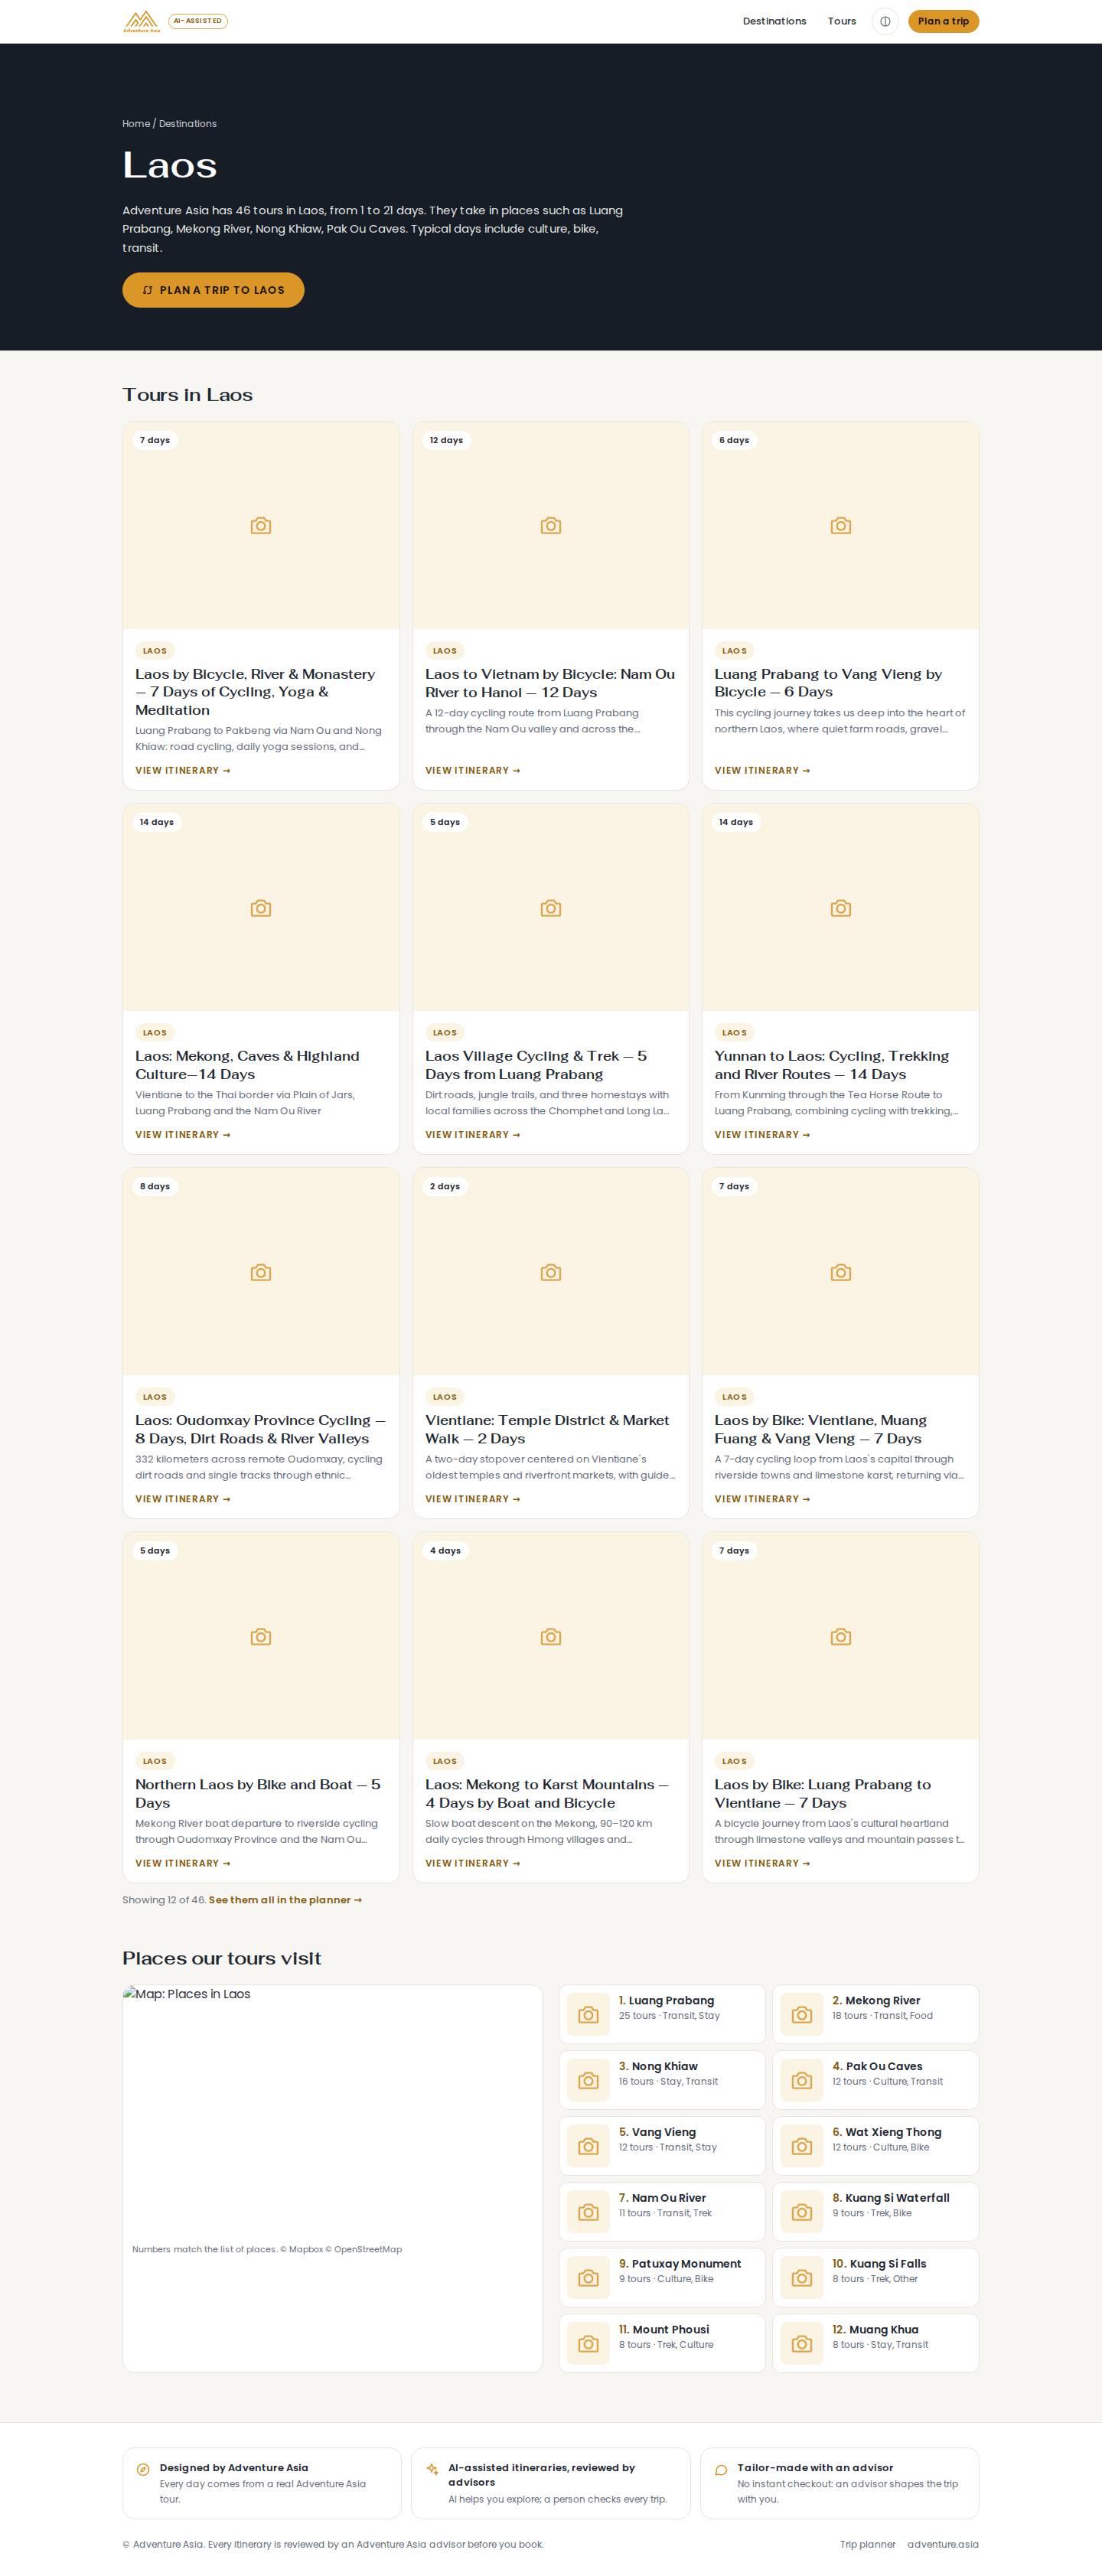 Adventure Asia
AI-ASSISTED
Destinations
Tours
Plan a trip
Home / Destinations
Laos
Adventure Asia has 46 tours in Laos, from 1 to 21 days. They take in places such as Luang
Prabang, Mekong River, Nong Khiaw, Pak Ou Caves. Typical days include culture, bike,
transit.
PLAN A TRIP TO LAOS
Tours in Laos
7 days
LAOS
Laos by Bicycle, River & Monastery
— 7 Days of Cycling, Yoga &
Meditation
Luang Prabang to Pakbeng via Nam Ou and Nong
Khiaw: road cycling, daily yoga sessions, and…
VIEW ITINERARY →
12 days
LAOS
Laos to Vietnam by Bicycle: Nam Ou
River to Hanoi — 12 Days
A 12-day cycling route from Luang Prabang
through the Nam Ou valley and across the…
VIEW ITINERARY →
6 days
LAOS
Luang Prabang to Vang Vieng by
Bicycle — 6 Days
This cycling journey takes us deep into the heart of
northern Laos, where quiet farm roads, gravel…
VIEW ITINERARY →
14 days
LAOS
Laos: Mekong, Caves & Highland
Culture—14 Days
Vientiane to the Thai border via Plain of Jars,
Luang Prabang and the Nam Ou River
VIEW ITINERARY →
5 days
LAOS
Laos Village Cycling & Trek — 5
Days from Luang Prabang
Dirt roads, jungle trails, and three homestays with
local families across the Chomphet and Long La…
VIEW ITINERARY →
14 days
LAOS
Yunnan to Laos: Cycling, Trekking
and River Routes — 14 Days
From Kunming through the Tea Horse Route to
Luang Prabang, combining cycling with trekking,…
VIEW ITINERARY →
8 days
LAOS
Laos: Oudomxay Province Cycling —
8 Days, Dirt Roads & River Valleys
332 kilometers across remote Oudomxay, cycling
dirt roads and single tracks through ethnic…
VIEW ITINERARY →
2 days
LAOS
Vientiane: Temple District & Market
Walk — 2 Days
A two-day stopover centered on Vientiane's
oldest temples and riverfront markets, with guide…
VIEW ITINERARY →
7 days
LAOS
Laos by Bike: Vientiane, Muang
Fuang & Vang Vieng — 7 Days
A 7-day cycling loop from Laos's capital through
riverside towns and limestone karst, returning via…
VIEW ITINERARY →
5 days
LAOS
Northern Laos by Bike and Boat — 5
Days
Mekong River boat departure to riverside cycling
through Oudomxay Province and the Nam Ou…
VIEW ITINERARY →
4 days
LAOS
Laos: Mekong to Karst Mountains —
4 Days by Boat and Bicycle
Slow boat descent on the Mekong, 90–120 km
daily cycles through Hmong villages and…
VIEW ITINERARY →
7 days
LAOS
Laos by Bike: Luang Prabang to
Vientiane — 7 Days
A bicycle journey from Laos's cultural heartland
through limestone valleys and mountain passes t…
VIEW ITINERARY →
Showing 12 of 46. See them all in the planner →
Places our tours visit
Map: Places in Laos
Numbers match the list of places. © Mapbox © OpenStreetMap
1. Luang Prabang
25 tours · Transit, Stay
2. Mekong River
18 tours · Transit, Food
3. Nong Khiaw
16 tours · Stay, Transit
4. Pak Ou Caves
12 tours · Culture, Transit
5. Vang Vieng
12 tours · Transit, Stay
6. Wat Xieng Thong
12 tours · Culture, Bike
7. Nam Ou River
11 tours · Transit, Trek
8. Kuang Si Waterfall
9 tours · Trek, Bike
9. Patuxay Monument
9 tours · Culture, Bike
10. Kuang Si Falls
8 tours · Trek, Other
11. Mount Phousi
8 tours · Trek, Culture
12. Muang Khua
8 tours · Stay, Transit
Designed by Adventure Asia
Every day comes from a real Adventure Asia
tour.
AI-assisted itineraries, reviewed by
advisors
AI helps you explore; a person checks every trip.
Tailor-made with an advisor
No instant checkout: an advisor shapes the trip
with you.
© Adventure Asia. Every itinerary is reviewed by an Adventure Asia advisor before you book.
Trip planner
adventure.asia